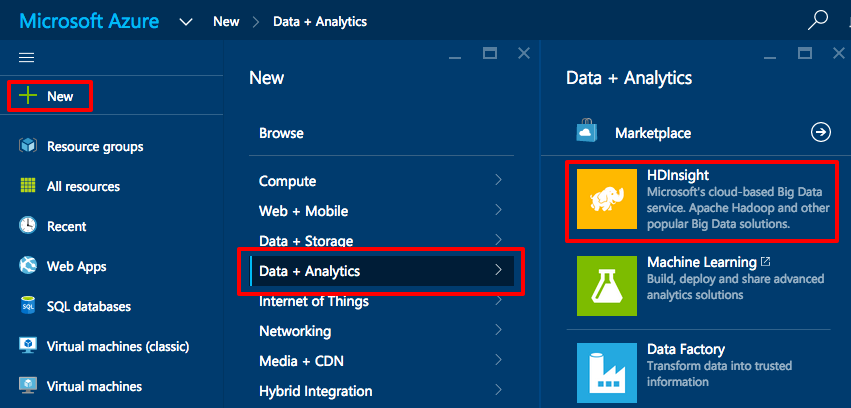 Microsoft Azure New > Data + Analytics
New
Resource groups
All resources
Recent
Web Apps
SQL databases
Virtual machines (classic)
Virtual machines
New
Browse
Compute
Web + Mobile
Data + Storage
Data + Analytics
Internet of Things
Networking
Media + CDN
Hybrid Integration
Data + Analytics
Marketplace
HDInsight
Microsoft's cloud-based Big Data
service. Apache Hadoop and other
popular Big Data solutions.
Machine Learning
Build, deploy and share advanced
analytics solutions
Data Factory
Transform data into trusted
information